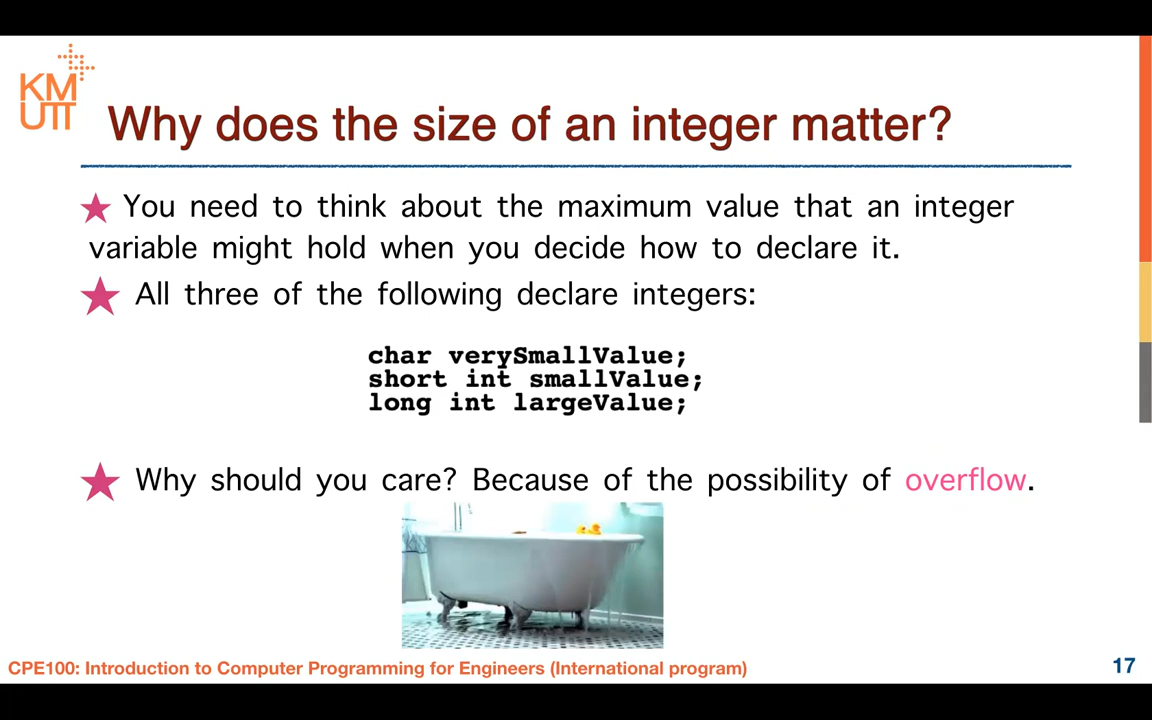 KM
UTT
Why does the size of an integer matter?
You need to think about the maximum value that an integer
variable might hold when you decide how to declare it.
All three of the following declare integers:
char verySmallValue;
short int smallValue;
long int largeValue;
Why should you care? Because of the possibility of overflow.
CPE100: Introduction to Computer Programming for Engineers (International program)
17